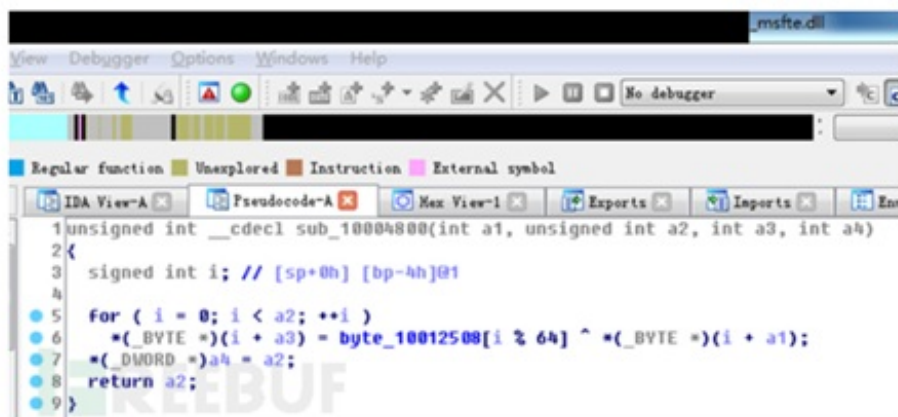 _msfte.dll
View Debugger Options Windows Help
No debugger
Regular function Unexplored Instruction External symbol
IDA View-A Pseudocode-A Hex View-1 Exports Imports
1 unsigned int __cdecl sub_10004800(int a1, unsigned int a2, int a3, int a4)
2 {
3 signed int i; // [sp+0h] [bp-4h]@1
4
5 for ( i = 0; i < a2; ++i )
6 *(_BYTE *)(i + a3) = byte_10012508[i % 64] ^ *(_BYTE *)(i + a1);
7 *(_DWORD *)a4 = a2;
8 return a2;
9 }
FREEBUF